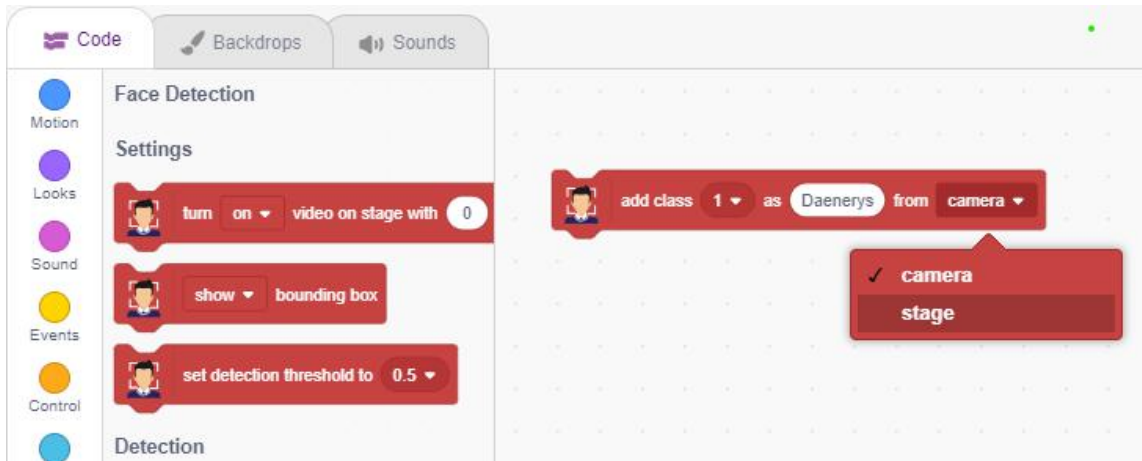 Code
Backdrops
Sounds
Motion
Looks
Sound
Events
Control
Face Detection
Settings
turn on video on stage with 0
show bounding box
set detection threshold to 0.5
Detection
add class 1 as Daenerys from camera
✓ camera
stage